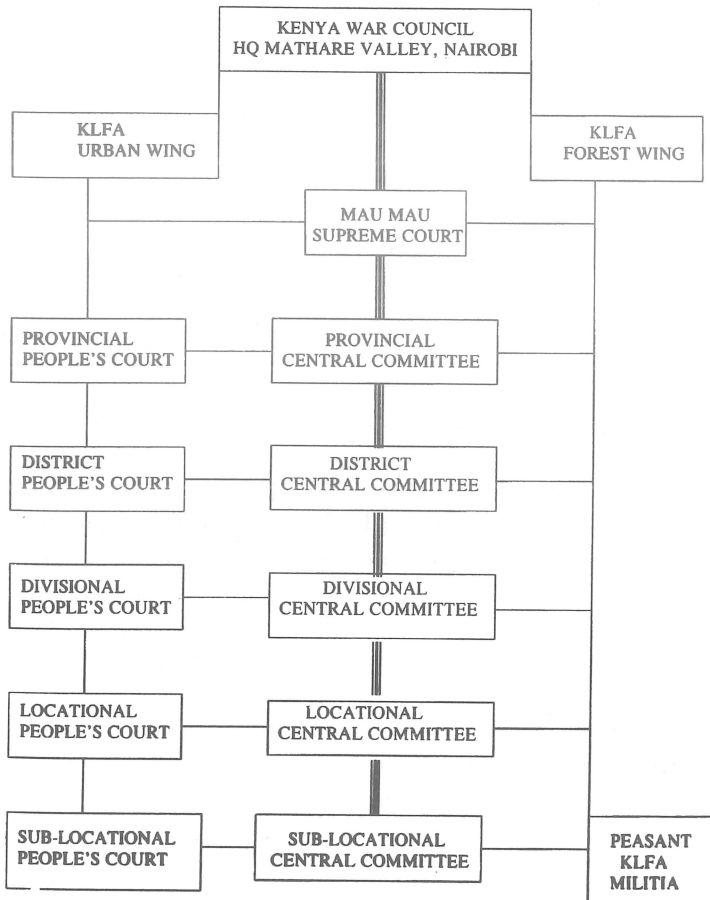 KENYA WAR COUNCIL
HQ MATHARE VALLEY, NAIROBI
KLFA
URBAN WING
KLFA
FOREST WING
MAU MAU
SUPREME COURT
PROVINCIAL
PEOPLE'S COURT
PROVINCIAL
CENTRAL COMMITTEE
DISTRICT
PEOPLE'S COURT
DISTRICT
CENTRAL COMMITTEE
DIVISIONAL
PEOPLE'S COURT
DIVISIONAL
CENTRAL COMMITTEE
LOCATIONAL
PEOPLE'S COURT
LOCATIONAL
CENTRAL COMMITTEE
SUB-LOCATIONAL
PEOPLE'S COURT
SUB-LOCATIONAL
CENTRAL COMMITTEE
PEASANT
KLFA
MILITIA